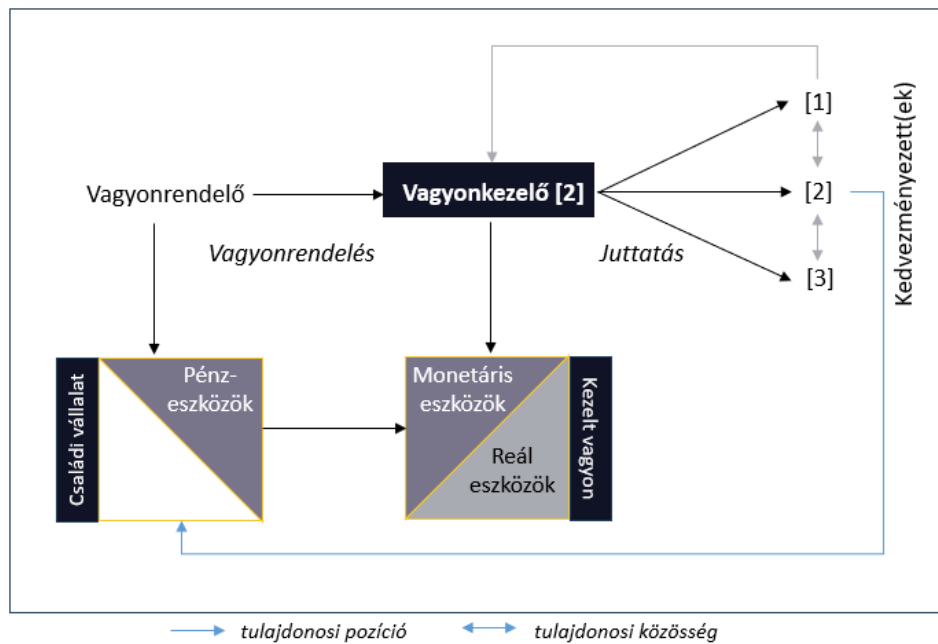 [1]
Vagyonrendelő
Vagyonkezelő [2]
[2]
Kedvezményezett(ek)
Vagyonrendelés
Juttatás
[3]
Családi vállalat
Pénz-
eszközök
Monetáris
eszközök
Reál
eszközök
Kezelt vagyon
tulajdonosi pozíció
tulajdonosi közösség